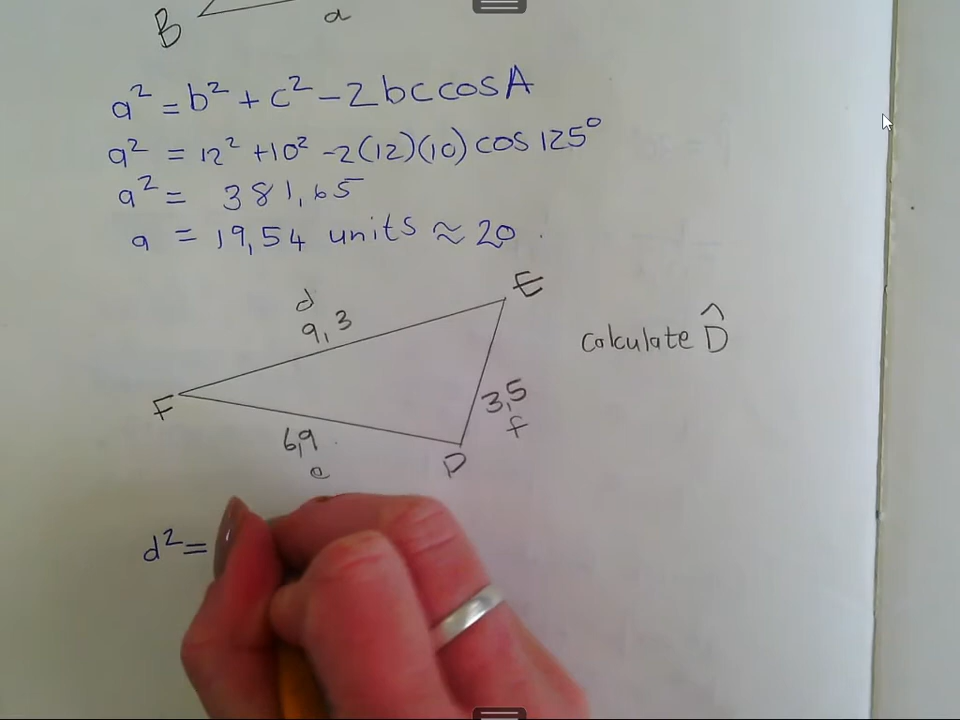 B
a
a² = b² + c² - 2bc cos A
a² = 12² + 10² - 2(12)(10) cos 125°
a² = 381,65
a = 19,54 units ≈ 20
d
9,3
E
calculate D̂
F
3,5
f
6,9
e
D
d² =